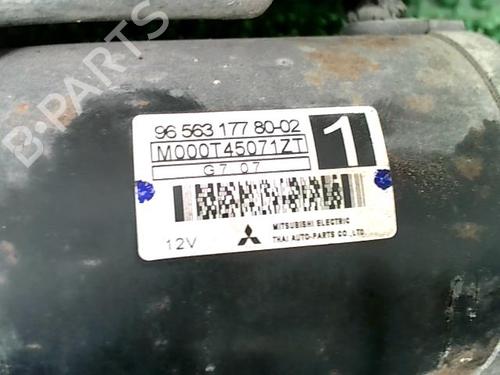 B-PARTS
96 563 177 80-02
M000T45071ZT
1
G7 07
12V
MITSUBISHI ELECTRIC
THAI AUTO-PARTS CO.,LTD.